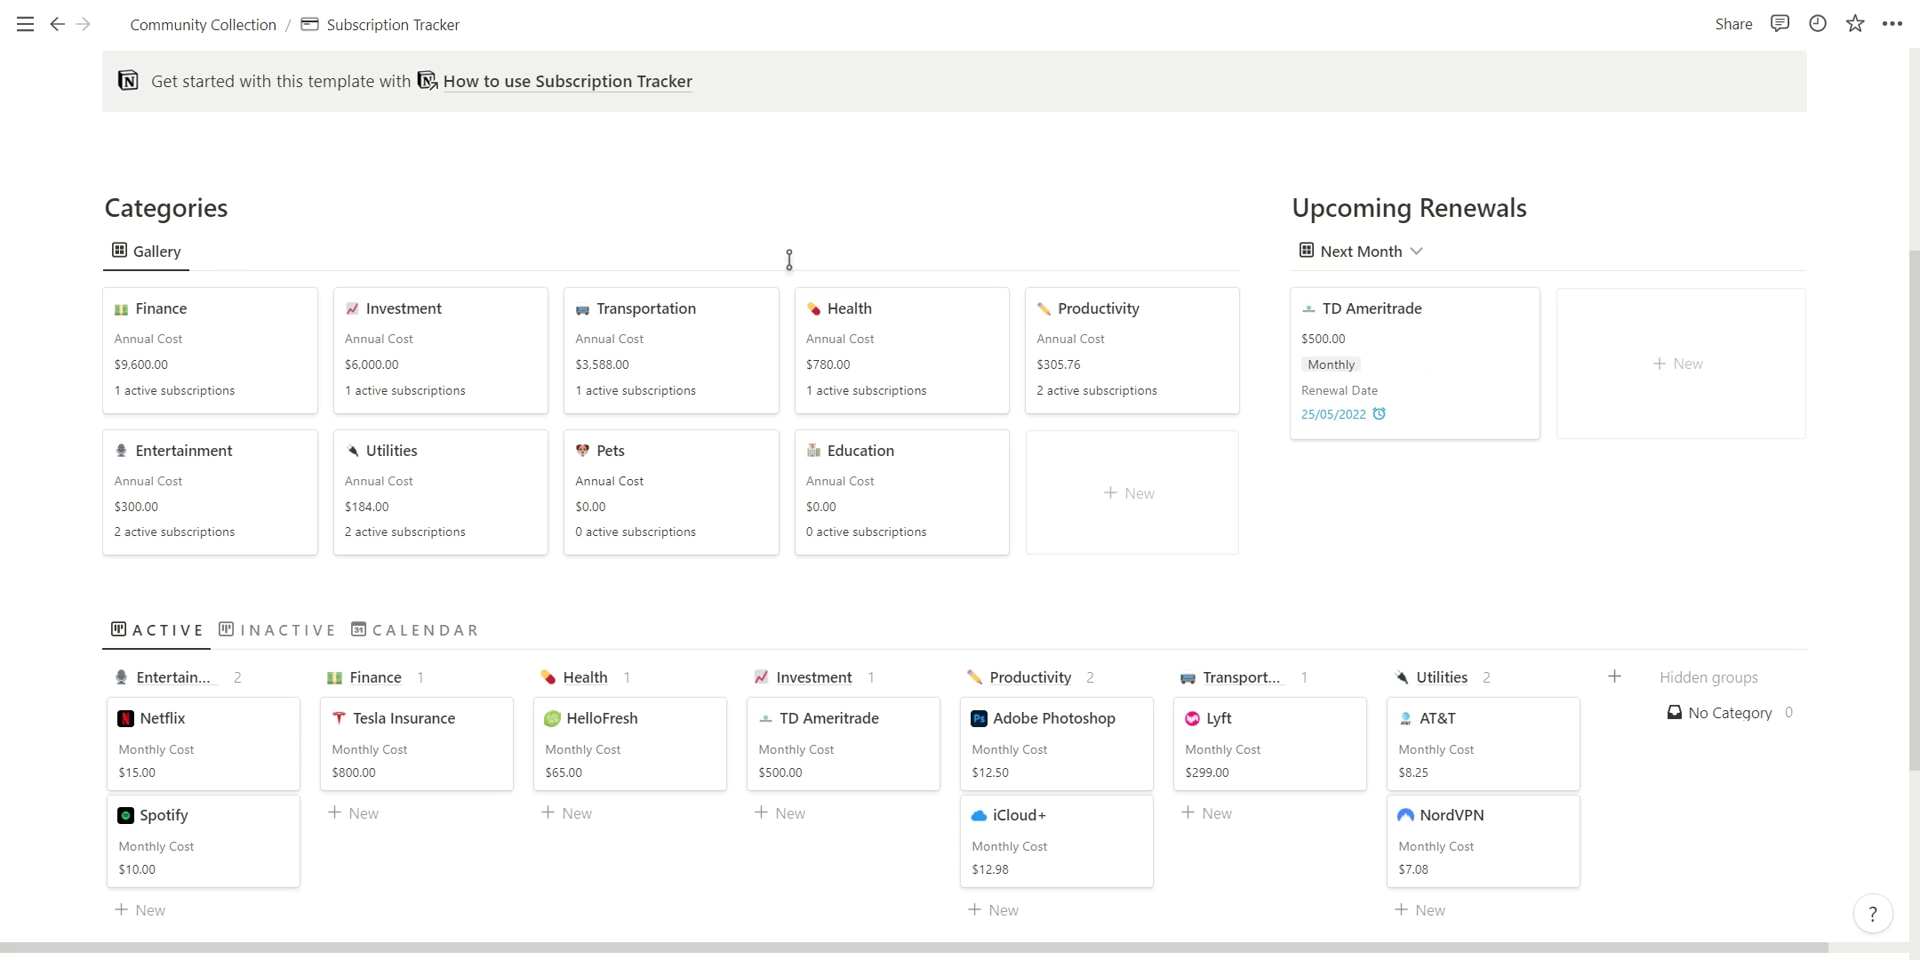 Community Collection / Subscription Tracker
Share
Get started with this template with How to use Subscription Tracker
Categories
Gallery
Finance
Annual Cost
$9,600.00
1 active subscriptions
Investment
Annual Cost
$6,000.00
1 active subscriptions
Transportation
Annual Cost
$3,588.00
1 active subscriptions
Health
Annual Cost
$780.00
1 active subscriptions
Productivity
Annual Cost
$305.76
2 active subscriptions
Entertainment
Annual Cost
$300.00
2 active subscriptions
Utilities
Annual Cost
$184.00
2 active subscriptions
Pets
Annual Cost
$0.00
0 active subscriptions
Education
Annual Cost
$0.00
0 active subscriptions
+ New
Upcoming Renewals
Next Month
TD Ameritrade
$500.00
Monthly
Renewal Date
25/05/2022
+ New
ACTIVE INACTIVE 31 CALENDAR
Entertain... 2
Netflix
Monthly Cost
$15.00
Spotify
Monthly Cost
$10.00
+ New
Finance 1
Tesla Insurance
Monthly Cost
$800.00
+ New
Health 1
HelloFresh
Monthly Cost
$65.00
+ New
Investment 1
TD Ameritrade
Monthly Cost
$500.00
+ New
Productivity 2
Ps Adobe Photoshop
Monthly Cost
$12.50
iCloud+
Monthly Cost
$12.98
+ New
Transport... 1
Lyft
Monthly Cost
$299.00
+ New
Utilities 2
AT&T
Monthly Cost
$8.25
NordVPN
Monthly Cost
$7.08
+ New
+
Hidden groups
No Category 0
?